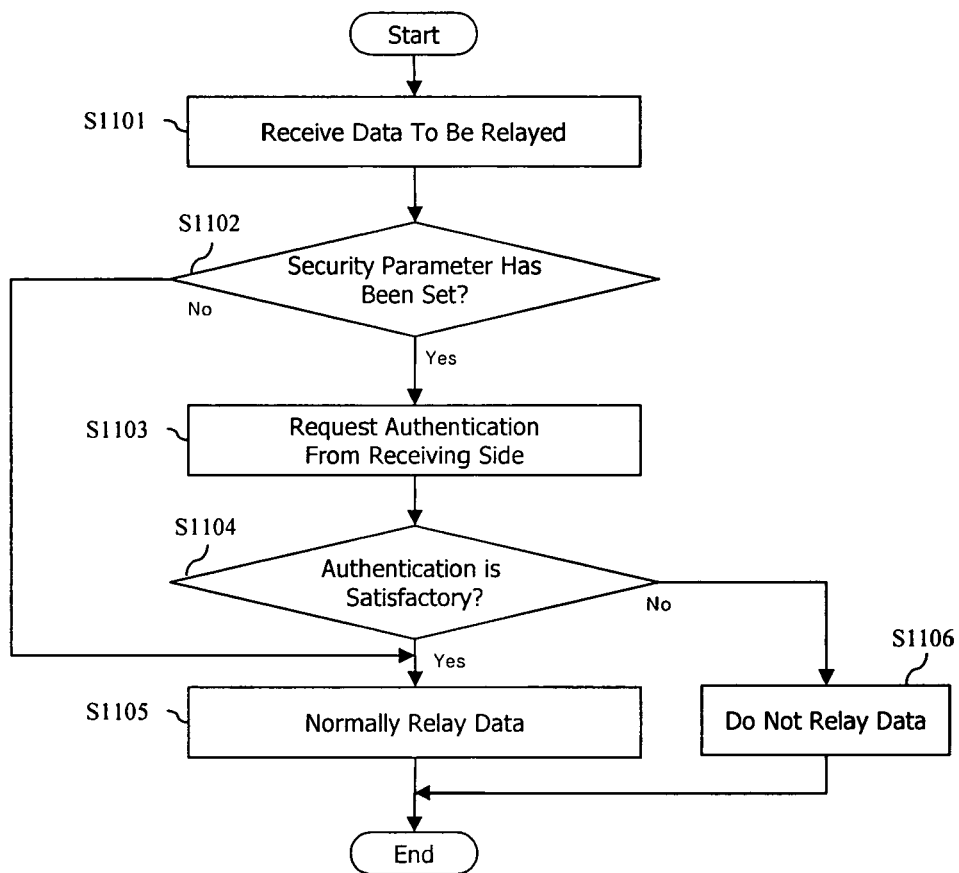 Start
S1101
Receive Data To Be Relayed
S1102
Security Parameter Has
Been Set?
No
Yes
S1103
Request Authentication
From Receiving Side
S1104
Authentication is
Satisfactory?
No
Yes
S1106
S1105
Normally Relay Data
Do Not Relay Data
End